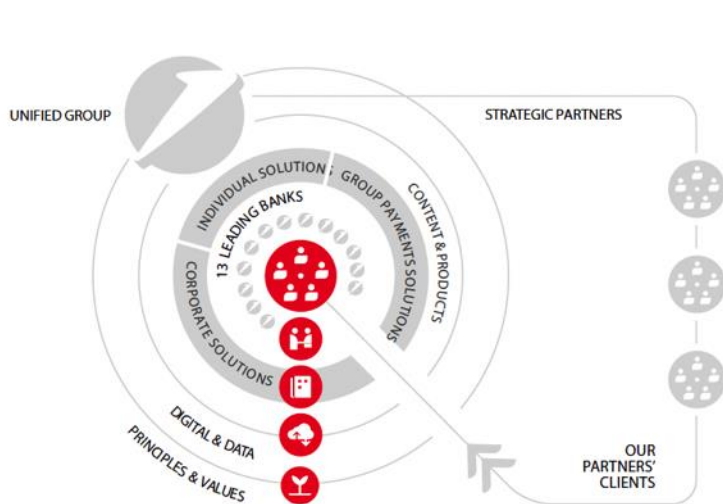 UNIFIED GROUP
STRATEGIC PARTNERS
INDIVIDUAL SOLUTIONS
GROUP PAYMENTS SOLUTIONS
CONTENT & PRODUCTS
13 LEADING BANKS
CORPORATE SOLUTIONS
DIGITAL & DATA
PRINCIPLES & VALUES
OUR
PARTNERS'
CLIENTS